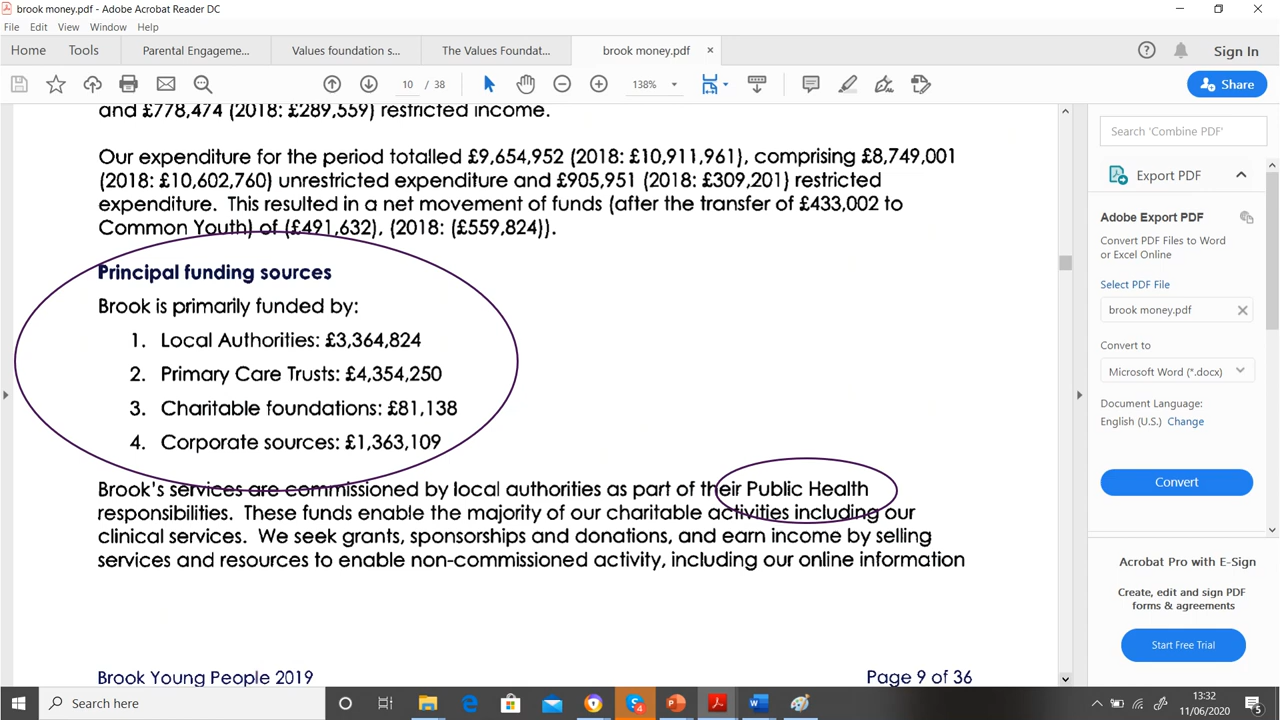 brook money.pdf - Adobe Acrobat Reader DC
File Edit View Window Help
Home Tools Parental Engageme... Values foundation s... The Values Foundat... brook money.pdf × Sign In
10 / 38 138% Share
and £778,474 (2018: £289,559) restricted income.
Our expenditure for the period totalled £9,654,952 (2018: £10,911,961), comprising £8,749,001
(2018: £10,602,760) unrestricted expenditure and £905,951 (2018: £309,201) restricted
expenditure. This resulted in a net movement of funds (after the transfer of £433,002 to
Common Youth) of (£491,632), (2018: (£559,824)).
Principal funding sources
Brook is primarily funded by:
1. Local Authorities: £3,364,824
2. Primary Care Trusts: £4,354,250
3. Charitable foundations: £81,138
4. Corporate sources: £1,363,109
Brook's services are commissioned by local authorities as part of their Public Health
responsibilities. These funds enable the majority of our charitable activities including our
clinical services. We seek grants, sponsorships and donations, and earn income by selling
services and resources to enable non-commissioned activity, including our online information
Brook Young People 2019 Page 9 of 36
Search 'Combine PDF'
Export PDF
Adobe Export PDF
Convert PDF Files to Word
or Excel Online
Select PDF File
brook money.pdf
Convert to
Microsoft Word (*.docx)
Document Language:
English (U.S.) Change
Convert
Acrobat Pro with E-Sign
Create, edit and sign PDF
forms & agreements
Start Free Trial
Search here
4
13:32
11/06/2020
5